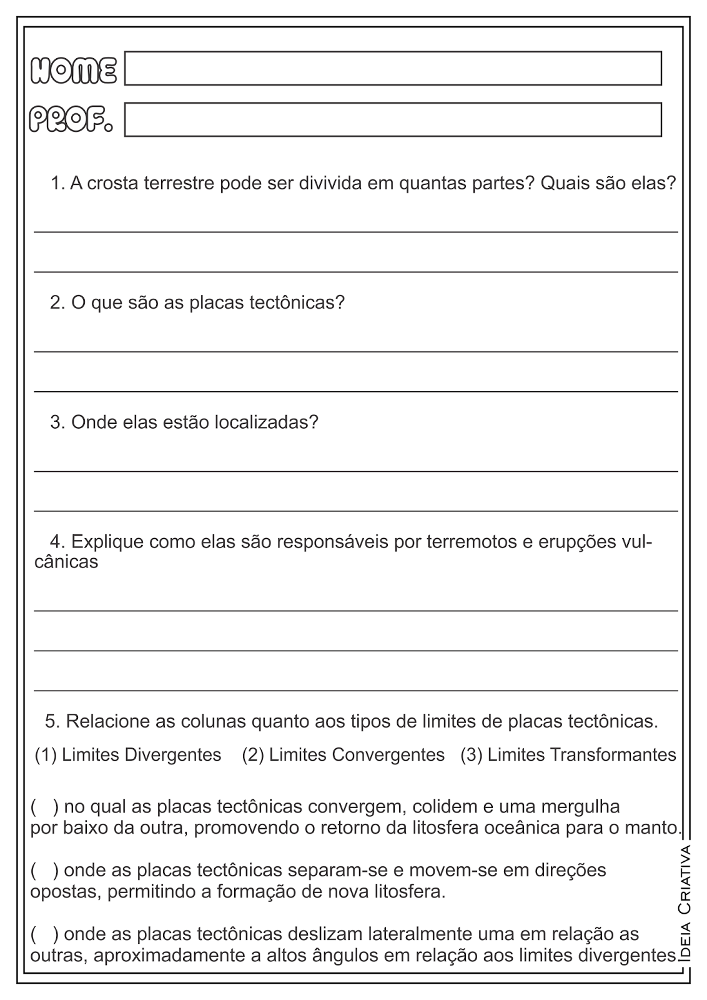 NOME
PROF.
1. A crosta terrestre pode ser divivida em quantas partes? Quais são elas?
2. O que são as placas tectônicas?
3. Onde elas estão localizadas?
4. Explique como elas são responsáveis por terremotos e erupções vul-
cânicas
5. Relacione as colunas quanto aos tipos de limites de placas tectônicas.
(1) Limites Divergentes (2) Limites Convergentes (3) Limites Transformantes
( ) no qual as placas tectônicas convergem, colidem e uma mergulha
por baixo da outra, promovendo o retorno da litosfera oceânica para o manto.
( ) onde as placas tectônicas separam-se e movem-se em direções
opostas, permitindo a formação de nova litosfera.
( ) onde as placas tectônicas deslizam lateralmente uma em relação as
outras, aproximadamente a altos ângulos em relação aos limites divergentes.
IDEIA CRIATIVA